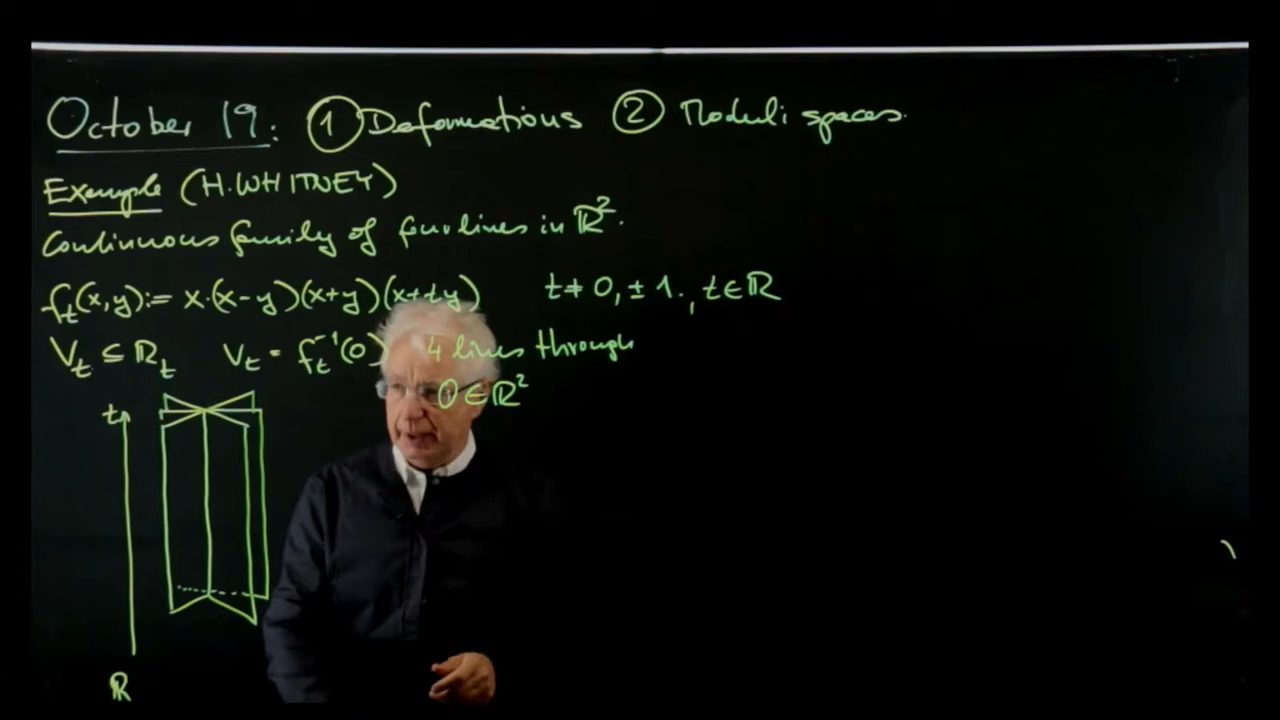 October 19: ① Deformations ② Moduli spaces.
Example (H. WHITNEY)
Continuous family of four lines in ℝ².
f_t(x,y) := x·(x-y)(x+y)(x+ty) t ≠ 0, ±1., t ∈ ℝ
V_t ⊆ ℝ_t V_t = f_t⁻¹(0) 4 lines through
0 ∈ ℝ²
t
ℝ